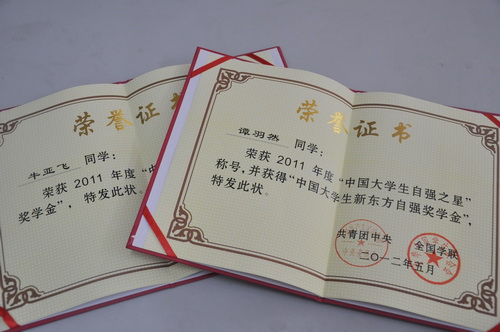 荣誉证书
牛亚飞 同学:
荣获 2011 年度“中
奖学金”, 特发此状。
荣誉证书
谭羽然 同学:
荣获 2011 年度 “中国大学生自强之星”
称号, 并获得“中国大学生新东方自强奖学金”,
特发此状。
共青团中央 全国学联
二〇一二年五月